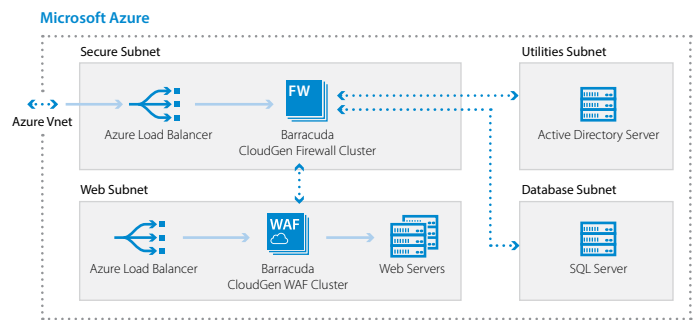 Microsoft Azure
Secure Subnet
Utilities Subnet
FW
Azure Vnet
Azure Load Balancer
Barracuda
CloudGen Firewall Cluster
Active Directory Server
Web Subnet
Database Subnet
WAF
Azure Load Balancer
Barracuda
CloudGen WAF Cluster
Web Servers
SQL Server